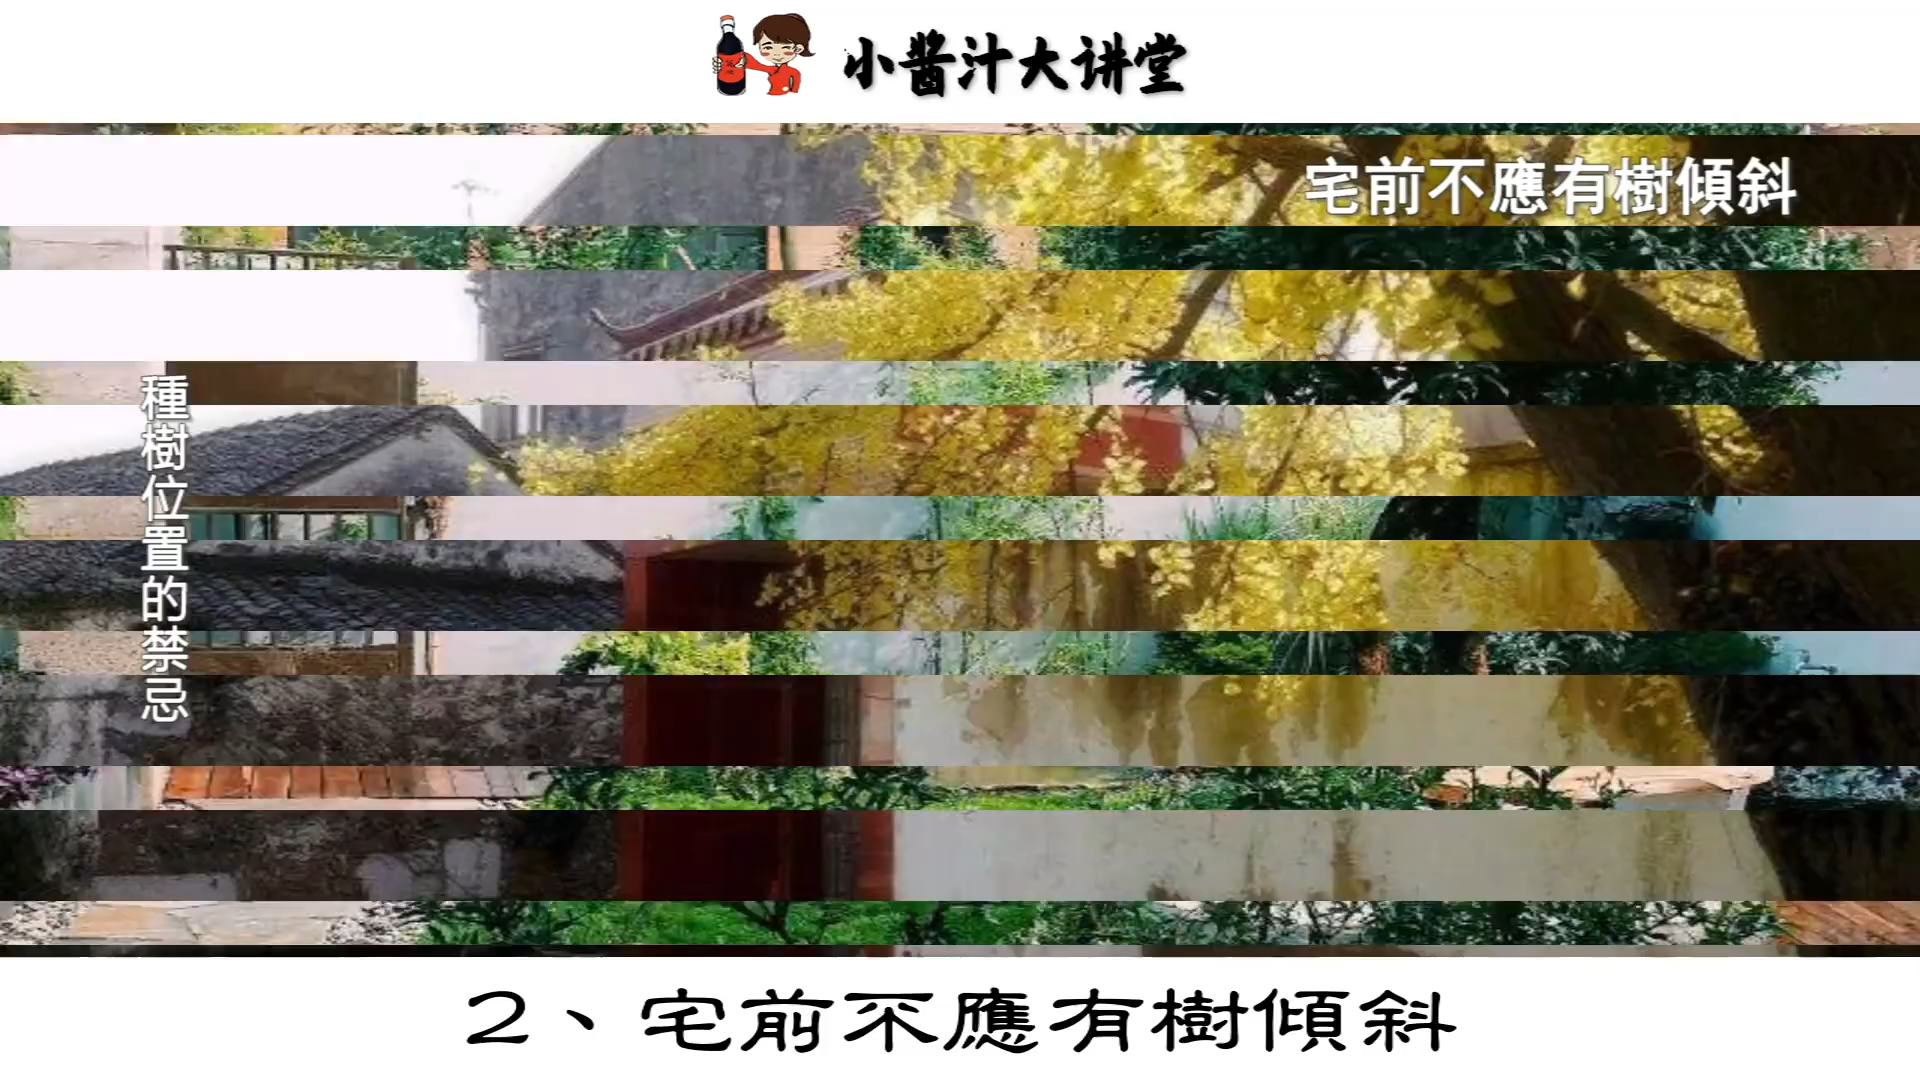 小酱汁大讲堂
宅前不應有樹傾斜
種樹位置的禁忌
2、宅前不應有樹傾斜